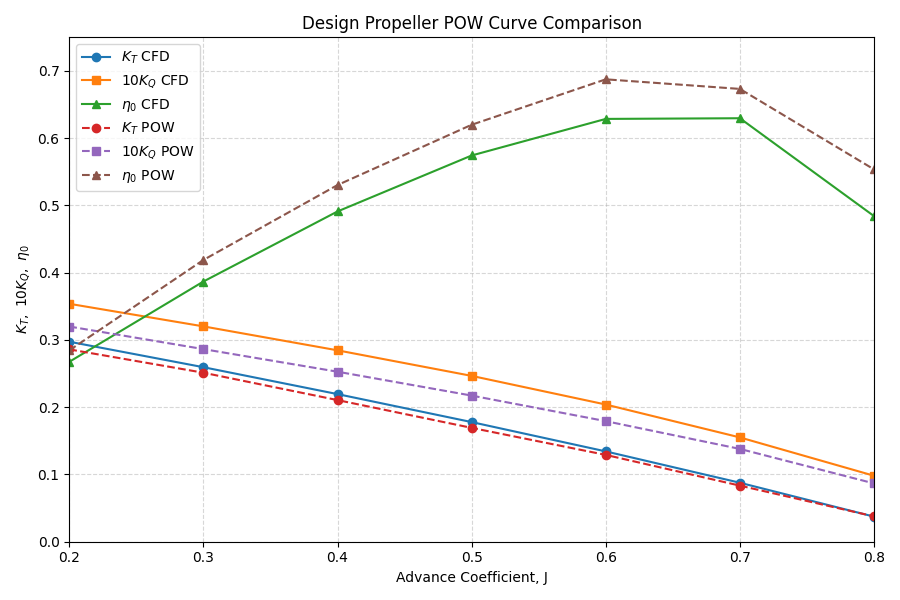 Design Propeller POW Curve Comparison
K_T CFD
10K_Q CFD
η_0 CFD
K_T POW
10K_Q POW
η_0 POW
K_T, 10K_Q, η_0
0.7
0.6
0.5
0.4
0.3
0.2
0.1
0.0
0.2 0.3 0.4 0.5 0.6 0.7 0.8
Advance Coefficient, J